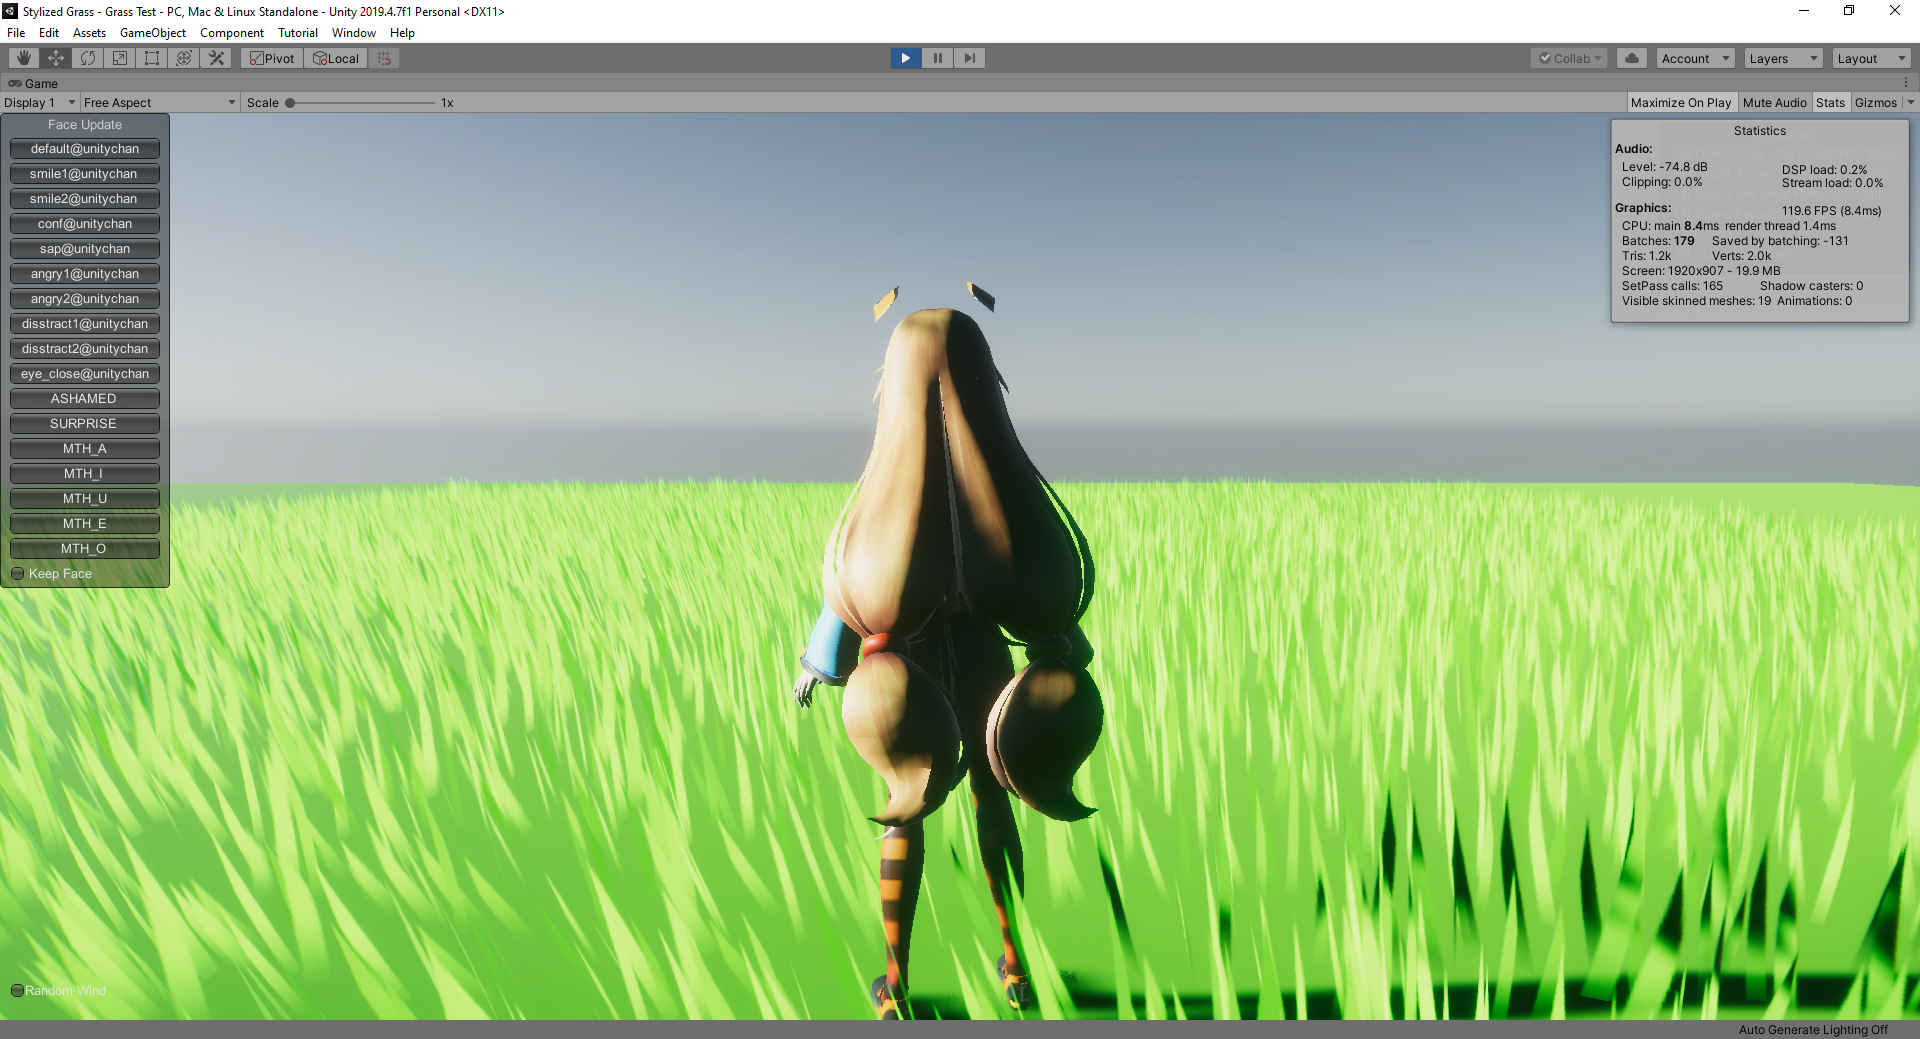 Stylized Grass - Grass Test - PC, Mac & Linux Standalone - Unity 2019.4.7f1 Personal <DX11>
File Edit Assets GameObject Component Tutorial Window Help
Pivot Local Collab Account Layers Layout
Game
Display 1 Free Aspect Scale 1x Maximize On Play Mute Audio Stats Gizmos
Face Update
default@unitychan
smile1@unitychan
smile2@unitychan
conf@unitychan
sap@unitychan
angry1@unitychan
angry2@unitychan
disstract1@unitychan
disstract2@unitychan
eye_close@unitychan
ASHAMED
SURPRISE
MTH_A
MTH_I
MTH_U
MTH_E
MTH_O
Keep Face
Random Wind
Statistics
Audio:
Level: -74.8 dB DSP load: 0.2%
Clipping: 0.0% Stream load: 0.0%
Graphics: 119.6 FPS (8.4ms)
CPU: main 8.4ms render thread 1.4ms
Batches: 179 Saved by batching: -131
Tris: 1.2k Verts: 2.0k
Screen: 1920x907 - 19.9 MB
SetPass calls: 165 Shadow casters: 0
Visible skinned meshes: 19 Animations: 0
Auto Generate Lighting Off